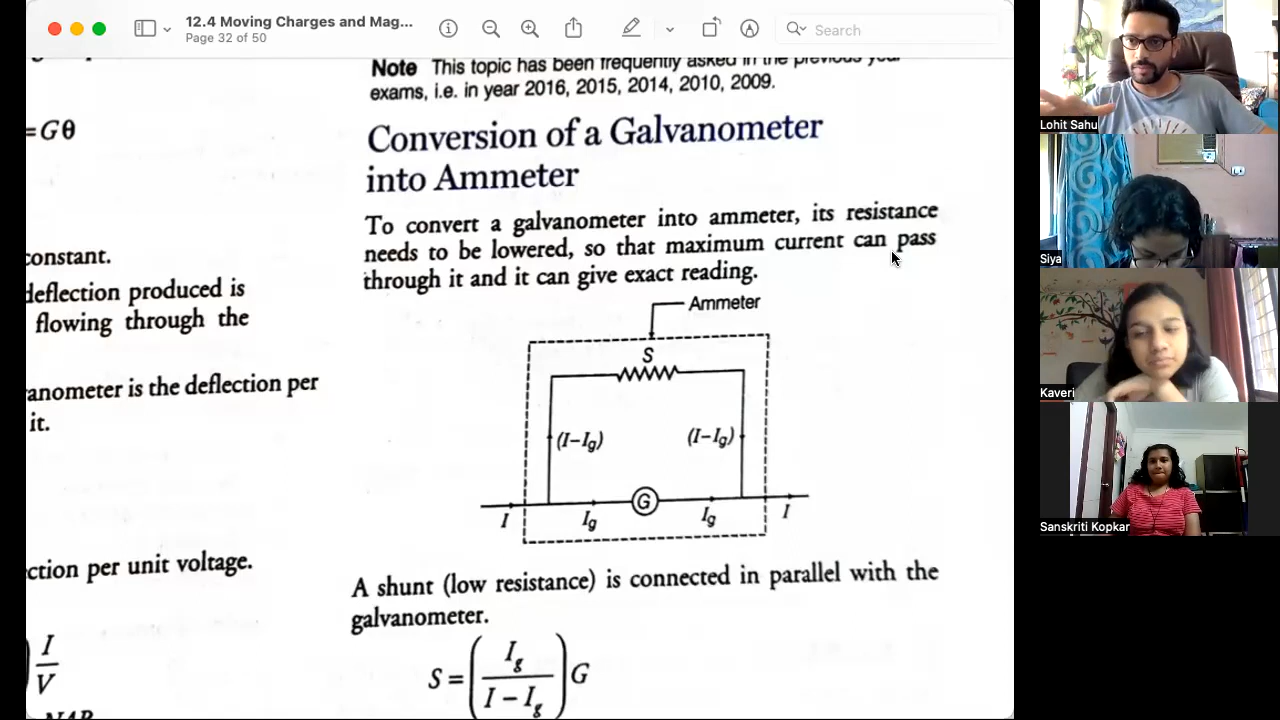 12.4 Moving Charges and Mag...
Page 32 of 50
Search
=Gθ
constant.
deflection produced is
flowing through the
anometer is the deflection per
it.
ction per unit voltage.
I
V
Note This topic has been frequently asked in the previous year
exams, i.e. in year 2016, 2015, 2014, 2010, 2009.
Conversion of a Galvanometer
into Ammeter
To convert a galvanometer into ammeter, its resistance
needs to be lowered, so that maximum current can pass
through it and it can give exact reading.
Ammeter
S
(I–Ig) (I–Ig)
G
I Ig Ig I
A shunt (low resistance) is connected in parallel with the
galvanometer.
S = (Ig / I – Ig) G
Lohit Sahu
Siya
Kaveri
Sanskriti Kopkar